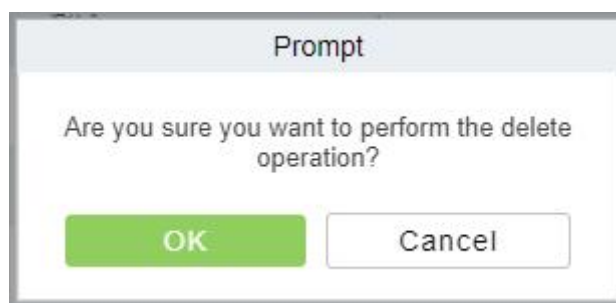 Prompt
Are you sure you want to perform the delete
operation?
OK
Cancel